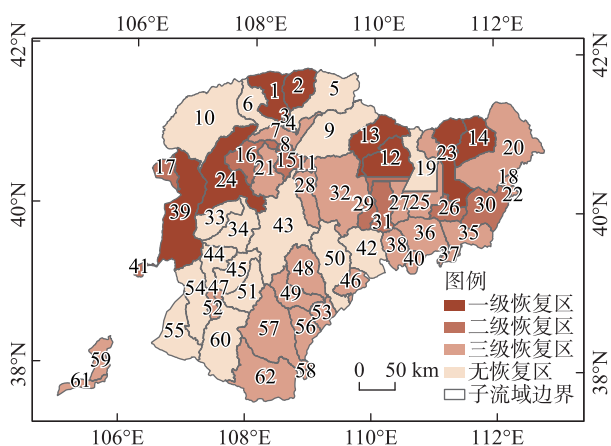 106°E 108°E 110°E 112°E
42°N 42°N
1 2 5
10 6 3 4
7 9 13 23 14
8 12 20
17 16 21 15 11 19
24 28 18
32 22
39 29 27 25 26 30
33 31
34 43 36 35
44 50 42 38 37
41 45 48 40
54 47 51 49 46
52 53
55 60 57 56
59 58
61 62
40°N 40°N
38°N 38°N
图例
一级恢复区
二级恢复区
三级恢复区
无恢复区
子流域边界
0 50 km
106°E 108°E 110°E 112°E